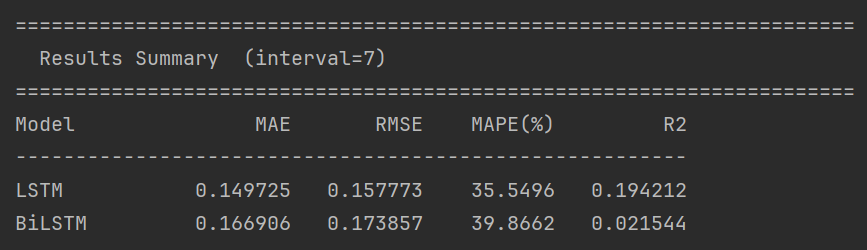 ======================================================================
  Results Summary  (interval=7)
======================================================================
Model               MAE       RMSE    MAPE(%)         R2
--------------------------------------------------------
LSTM           0.149725   0.157773    35.5496   0.194212
BiLSTM         0.166906   0.173857    39.8662   0.021544